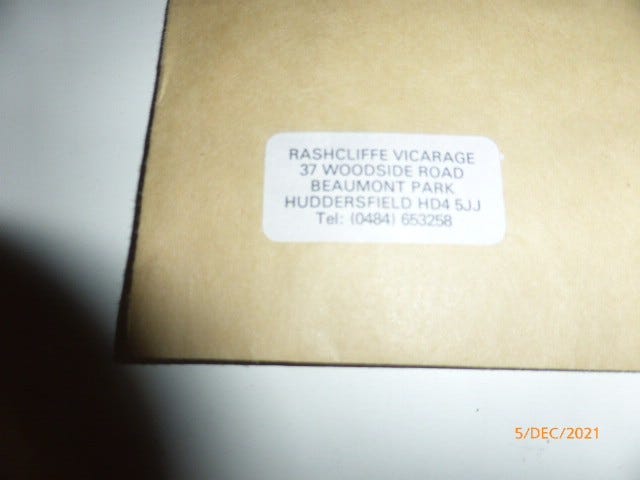 RASHCLIFFE VICARAGE
37 WOODSIDE ROAD
BEAUMONT PARK
HUDDERSFIELD HD4 5JJ
Tel: (0484) 653258
5/DEC/2021